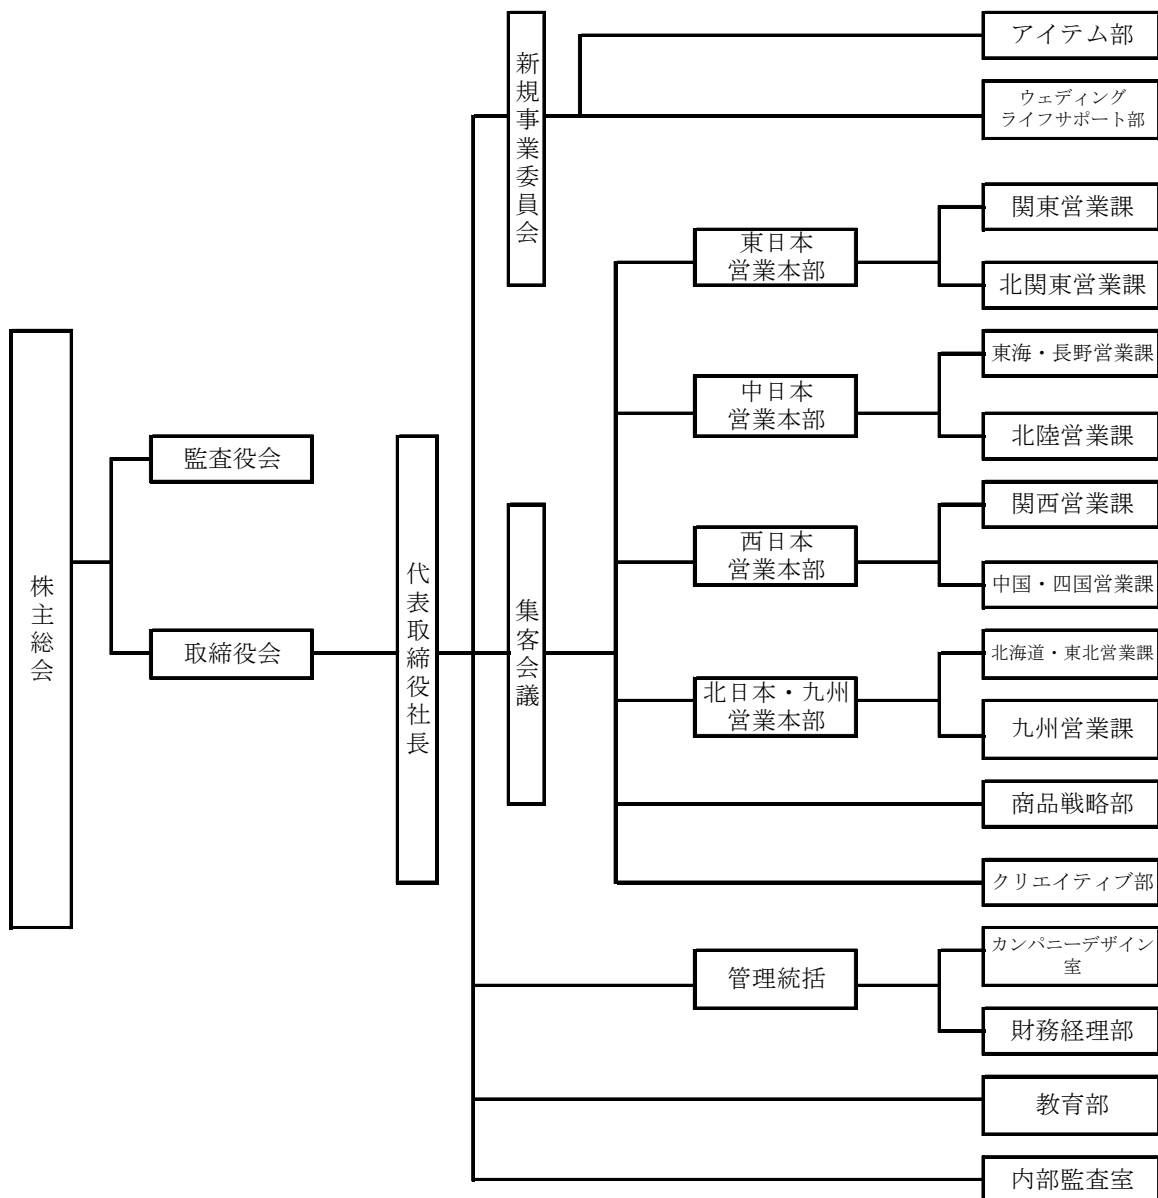 株主総会
監査役会
取締役会
代表取締役社長
新規事業委員会
集客会議
アイテム部
ウェディング
ライフサポート部
東日本
営業本部
関東営業課
北関東営業課
中日本
営業本部
東海・長野営業課
北陸営業課
西日本
営業本部
関西営業課
中国・四国営業課
北日本・九州
営業本部
北海道・東北営業課
九州営業課
商品戦略部
クリエイティブ部
管理統括
カンパニーデザイン
室
財務経理部
教育部
内部監査室